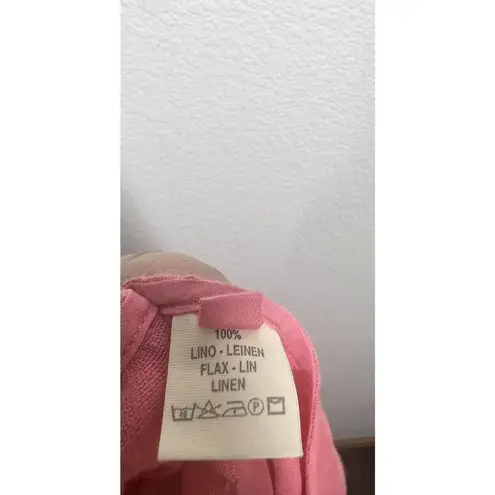 100%
LINO - LEINEN
FLAX - LIN
LINEN
P